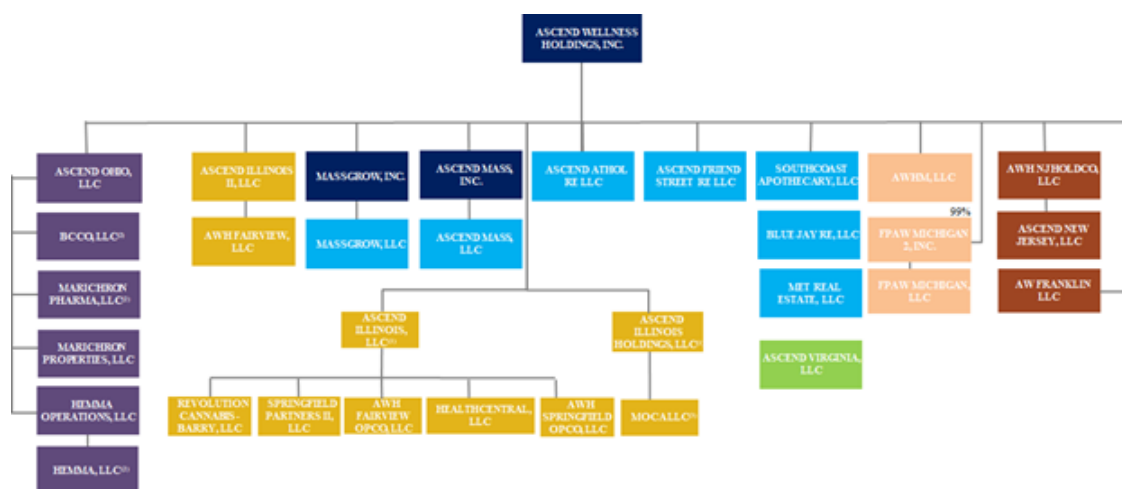 ASCEND WELLNESS
HOLDINGS, INC.
ASCEND OHIO,
LLC
ASCEND ILLINOIS
II, LLC
MASSGROW, INC.
ASCEND MASS,
INC.
ASCEND ATHOL
RE LLC
ASCEND FRIEND
STREET RE LLC
SOUTHCOAST
APOTHECARY, LLC
AWHM, LLC
AWH NJ HOLDCO,
LLC
BCCO, LLC
AWH FAIRVIEW,
LLC
MASSGROW, LLC
ASCEND MASS,
LLC
BLUE JAY RE, LLC
99%
FPAW MICHIGAN
2, INC.
ASCEND NEW
JERSEY, LLC
MARICHRON
PHARMA, LLC
MET REAL
ESTATE, LLC
FPAW MICHIGAN, LLC
AW FRANKLIN
LLC
MARICHRON
PROPERTIES, LLC
ASCEND
ILLINOIS,
LLC
ASCEND
ILLINOIS
HOLDINGS, LLC
ASCEND VIRGINIA,
LLC
HEMMA
OPERATIONS, LLC
REVOLUTION
CANNABIS-
BARRY, LLC
SPRINGFIELD
PARTNERS II,
LLC
AWH
FAIRVIEW
OPCO, LLC
HEALTHCENTRAL,
LLC
AWH
SPRINGFIELD
OPCO, LLC
MOCA LLC
HEMMA, LLC